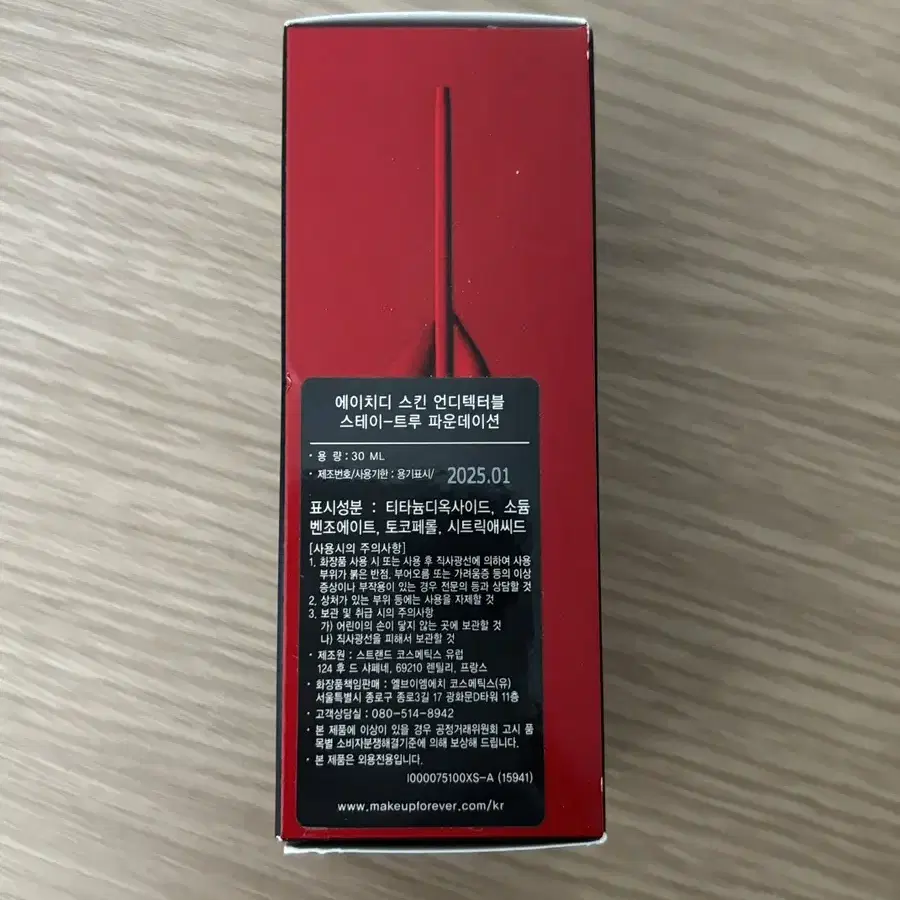 에이치디 스킨 언디텍터블
스테이-트루 파운데이션
· 용 량 : 30 ML
· 제조번호/사용기한 : 용기표시/ 2025.01
표시성분 : 티타늄디옥사이드, 소듐
벤조에이트, 토코페롤, 시트릭애씨드
[사용시의 주의사항]
1. 화장품 사용 시 또는 사용 후 직사광선에 의하여 사용
부위가 붉은 반점, 부어오름 또는 가려움증 등의 이상
증상이나 부작용이 있는 경우 전문의 등과 상담할 것
2. 상처가 있는 부위 등에는 사용을 자제할 것
3. 보관 및 취급 시의 주의사항
가) 어린이의 손이 닿지 않는 곳에 보관할 것
나) 직사광선을 피해서 보관할 것
· 제조원 : 스트랜드 코스메틱스 유럽
124 후 드 샤페네, 69210 렌틸리, 프랑스
· 화장품책임판매 : 엘브이엠에이치 코스메틱스(유)
서울특별시 종로구 종로3길 17 광화문D타워 11층
· 고객상담실 : 080-514-8942
· 본 제품에 이상이 있을 경우 공정거래위원회 고시 품
목별 소비자분쟁해결기준에 의해 보상해 드립니다.
· 본 제품은 외용전용입니다.
I000075100XS-A (15941)
www.makeupforever.com/kr